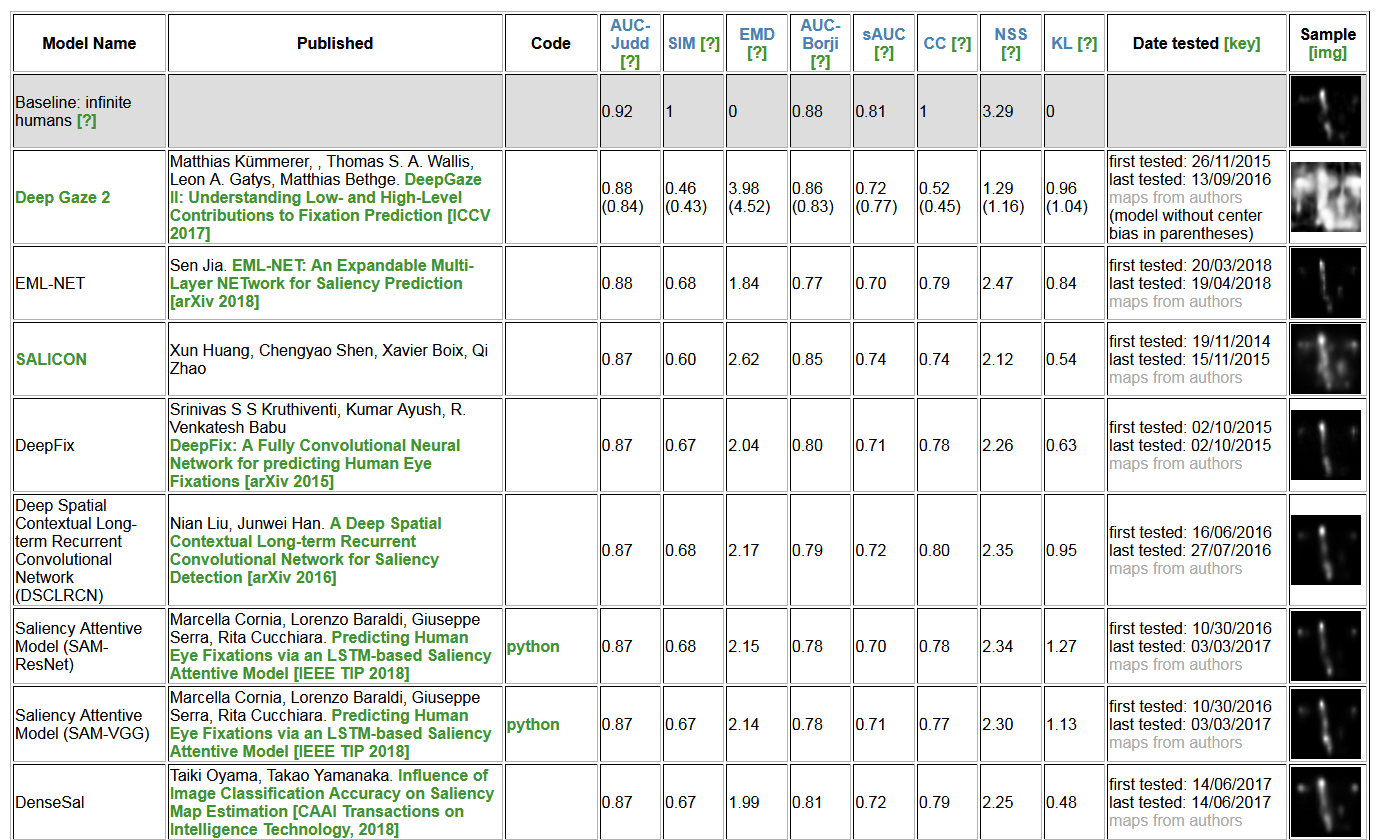 Model Name Published Code AUC-Judd [?] SIM [?] EMD [?] AUC-Borji [?] sAUC [?] CC [?] NSS [?] KL [?] Date tested [key] Sample [img]
Baseline: infinite
humans [?]
0.92 1 0 0.88 0.81 1 3.29 0
Deep Gaze 2
Matthias Kümmerer, , Thomas S. A. Wallis,
Leon A. Gatys, Matthias Bethge. DeepGaze
II: Understanding Low- and High-Level
Contributions to Fixation Prediction [ICCV
2017]
0.88 0.46 3.98 0.86 0.72 0.52 1.29 0.96
(0.84) (0.43) (4.52) (0.83) (0.77) (0.45) (1.16) (1.04)
first tested: 26/11/2015
last tested: 13/09/2016
maps from authors
(model without center
bias in parentheses)
EML-NET
Sen Jia. EML-NET: An Expandable Multi-
Layer NETwork for Saliency Prediction
[arXiv 2018]
0.88 0.68 1.84 0.77 0.70 0.79 2.47 0.84
first tested: 20/03/2018
last tested: 19/04/2018
maps from authors
SALICON
Xun Huang, Chengyao Shen, Xavier Boix, Qi
Zhao
0.87 0.60 2.62 0.85 0.74 0.74 2.12 0.54
first tested: 19/11/2014
last tested: 15/11/2015
maps from authors
DeepFix
Srinivas S S Kruthiventi, Kumar Ayush, R.
Venkatesh Babu
DeepFix: A Fully Convolutional Neural
Network for predicting Human Eye
Fixations [arXiv 2015]
0.87 0.67 2.04 0.80 0.71 0.78 2.26 0.63
first tested: 02/10/2015
last tested: 02/10/2015
maps from authors
Deep Spatial
Contextual Long-
term Recurrent
Convolutional
Network
(DSCLRCN)
Nian Liu, Junwei Han. A Deep Spatial
Contextual Long-term Recurrent
Convolutional Network for Saliency
Detection [arXiv 2016]
0.87 0.68 2.17 0.79 0.72 0.80 2.35 0.95
first tested: 16/06/2016
last tested: 27/07/2016
maps from authors
Saliency Attentive
Model (SAM-
ResNet)
Marcella Cornia, Lorenzo Baraldi, Giuseppe
Serra, Rita Cucchiara. Predicting Human
Eye Fixations via an LSTM-based Saliency
Attentive Model [IEEE TIP 2018]
python
0.87 0.68 2.15 0.78 0.70 0.78 2.34 1.27
first tested: 10/30/2016
last tested: 03/03/2017
maps from authors
Saliency Attentive
Model (SAM-VGG)
Marcella Cornia, Lorenzo Baraldi, Giuseppe
Serra, Rita Cucchiara. Predicting Human
Eye Fixations via an LSTM-based Saliency
Attentive Model [IEEE TIP 2018]
python
0.87 0.67 2.14 0.78 0.71 0.77 2.30 1.13
first tested: 10/30/2016
last tested: 03/03/2017
maps from authors
DenseSal
Taiki Oyama, Takao Yamanaka. Influence of
Image Classification Accuracy on Saliency
Map Estimation [CAAI Transactions on
Intelligence Technology, 2018]
0.87 0.67 1.99 0.81 0.72 0.79 2.25 0.48
first tested: 14/06/2017
last tested: 14/06/2017
maps from authors